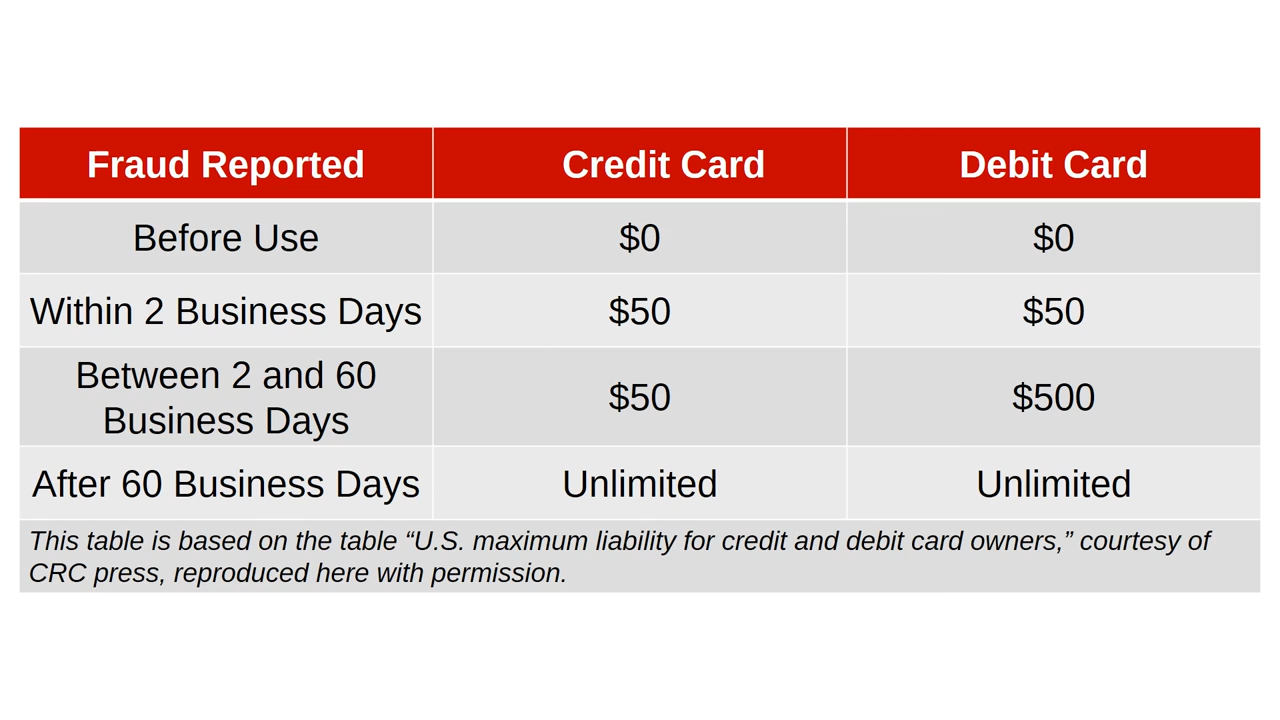 Fraud Reported Credit Card Debit Card
Before Use $0 $0
Within 2 Business Days $50 $50
Between 2 and 60
Business Days $50 $500
After 60 Business Days Unlimited Unlimited
This table is based on the table “U.S. maximum liability for credit and debit card owners,” courtesy of
CRC press, reproduced here with permission.